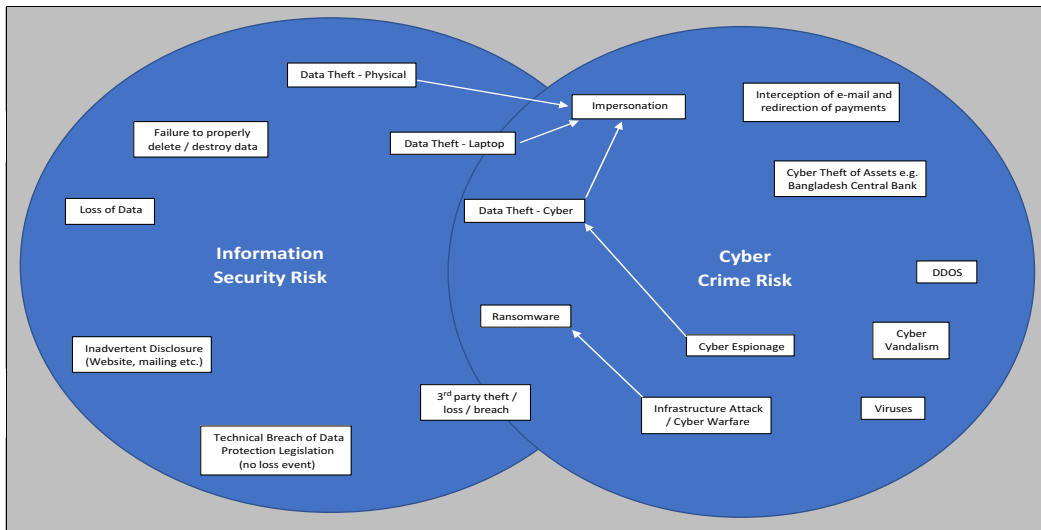 Data Theft - Physical
Impersonation
Interception of e-mail and
redirection of payments
Failure to properly
delete / destroy data
Data Theft - Laptop
Cyber Theft of Assets e.g.
Bangladesh Central Bank
Loss of Data
Data Theft - Cyber
Information
Security Risk
Cyber
Crime Risk
DDOS
Ransomware
Cyber
Vandalism
Inadvertent Disclosure
(Website, mailing etc.)
Cyber Espionage
3rd party theft /
loss / breach
Infrastructure Attack
/ Cyber Warfare
Viruses
Technical Breach of Data
Protection Legislation
(no loss event)